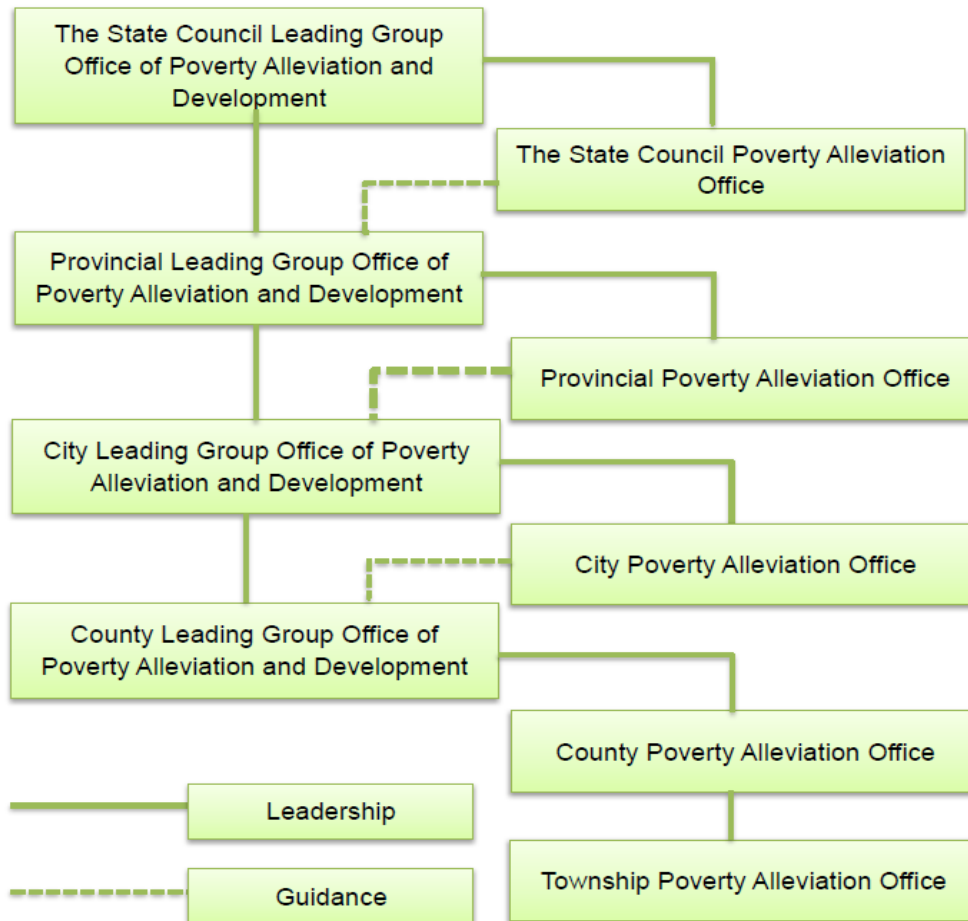 The State Council Leading Group
Office of Poverty Alleviation and
Development
The State Council Poverty Alleviation
Office
Provincial Leading Group Office of
Poverty Alleviation and Development
Provincial Poverty Alleviation Office
City Leading Group Office of Poverty
Alleviation and Development
City Poverty Alleviation Office
County Leading Group Office of
Poverty Alleviation and Development
County Poverty Alleviation Office
Leadership
Township Poverty Alleviation Office
Guidance